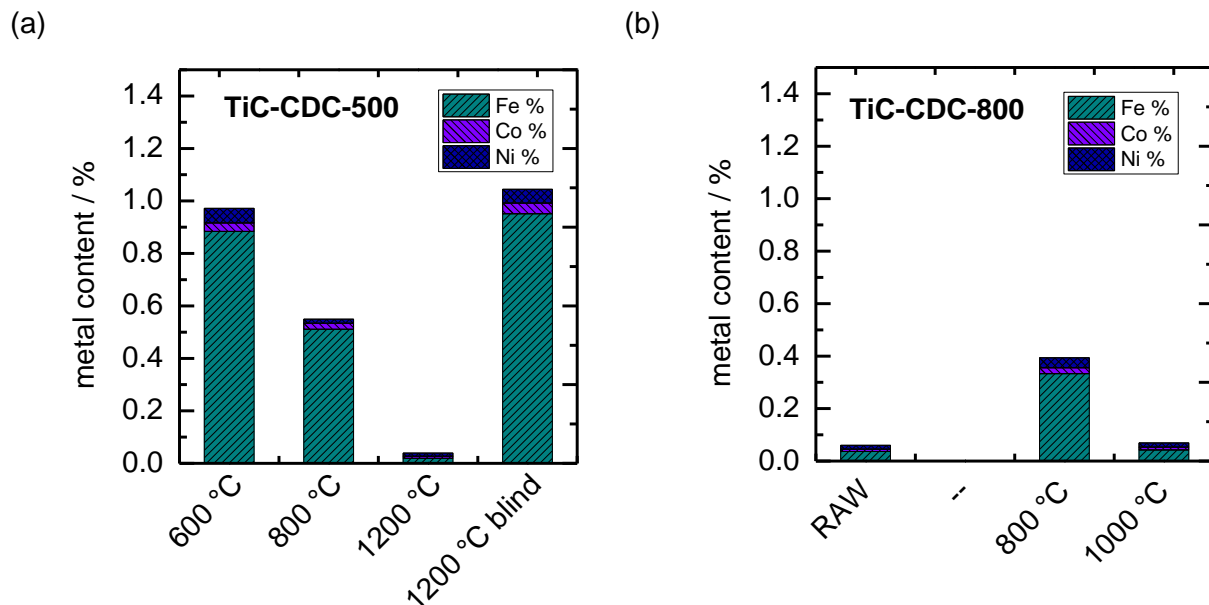 (a)
TiC-CDC-500
Fe %
Co %
Ni %
metal content / %
1.4
1.2
1.0
0.8
0.6
0.4
0.2
0.0
600 °C
800 °C
1200 °C
1200 °C blind
(b)
TiC-CDC-800
Fe %
Co %
Ni %
metal content / %
1.4
1.2
1.0
0.8
0.6
0.4
0.2
0.0
RAW
--
800 °C
1000 °C